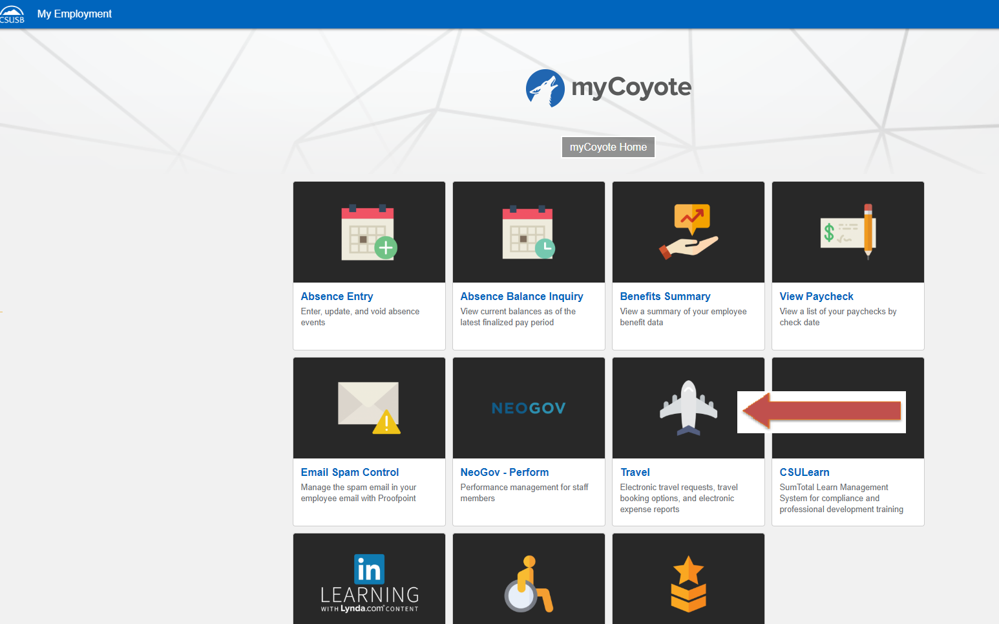 CSUSB
My Employment
myCoyote
myCoyote Home
Absence Entry
Enter, update, and void absence
events
Absence Balance Inquiry
View current balances as of the
latest finalized pay period
Benefits Summary
View a summary of your employee
benefit data
View Paycheck
View a list of your paychecks by
check date
Email Spam Control
Manage the spam email in your
employee email with Proofpoint
NEOGOV
NeoGov - Perform
Performance management for staff
members
Travel
Electronic travel requests, travel
booking options, and electronic
expense reports
CSULearn
SumTotal Learn Management
System for compliance and
professional development training
in
LEARNING
WITH Lynda.com® CONTENT